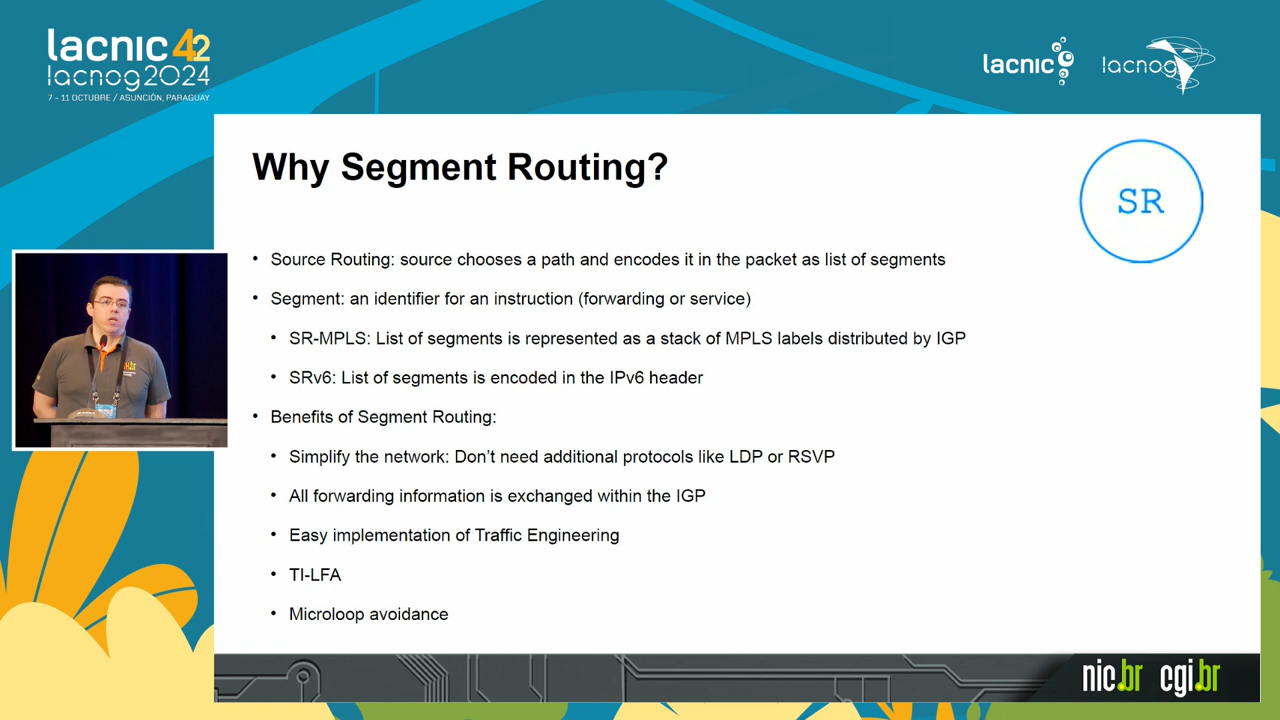 lacnic 42
lacnog2024
7 - 11 OCTUBRE / ASUNCIÓN, PARAGUAY
lacnic
lacnog
Why Segment Routing?
SR
• Source Routing: source chooses a path and encodes it in the packet as list of segments
• Segment: an identifier for an instruction (forwarding or service)
• SR-MPLS: List of segments is represented as a stack of MPLS labels distributed by IGP
• SRv6: List of segments is encoded in the IPv6 header
• Benefits of Segment Routing:
• Simplify the network: Don't need additional protocols like LDP or RSVP
• All forwarding information is exchanged within the IGP
• Easy implementation of Traffic Engineering
• TI-LFA
• Microloop avoidance
nic.br cgi.br